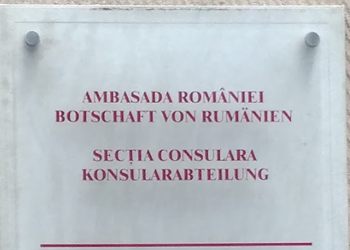 AMBASADA ROMÂNIEI
BOTSCHAFT VON RUMÄNIEN
SECȚIA CONSULARA
KONSULARABTEILUNG